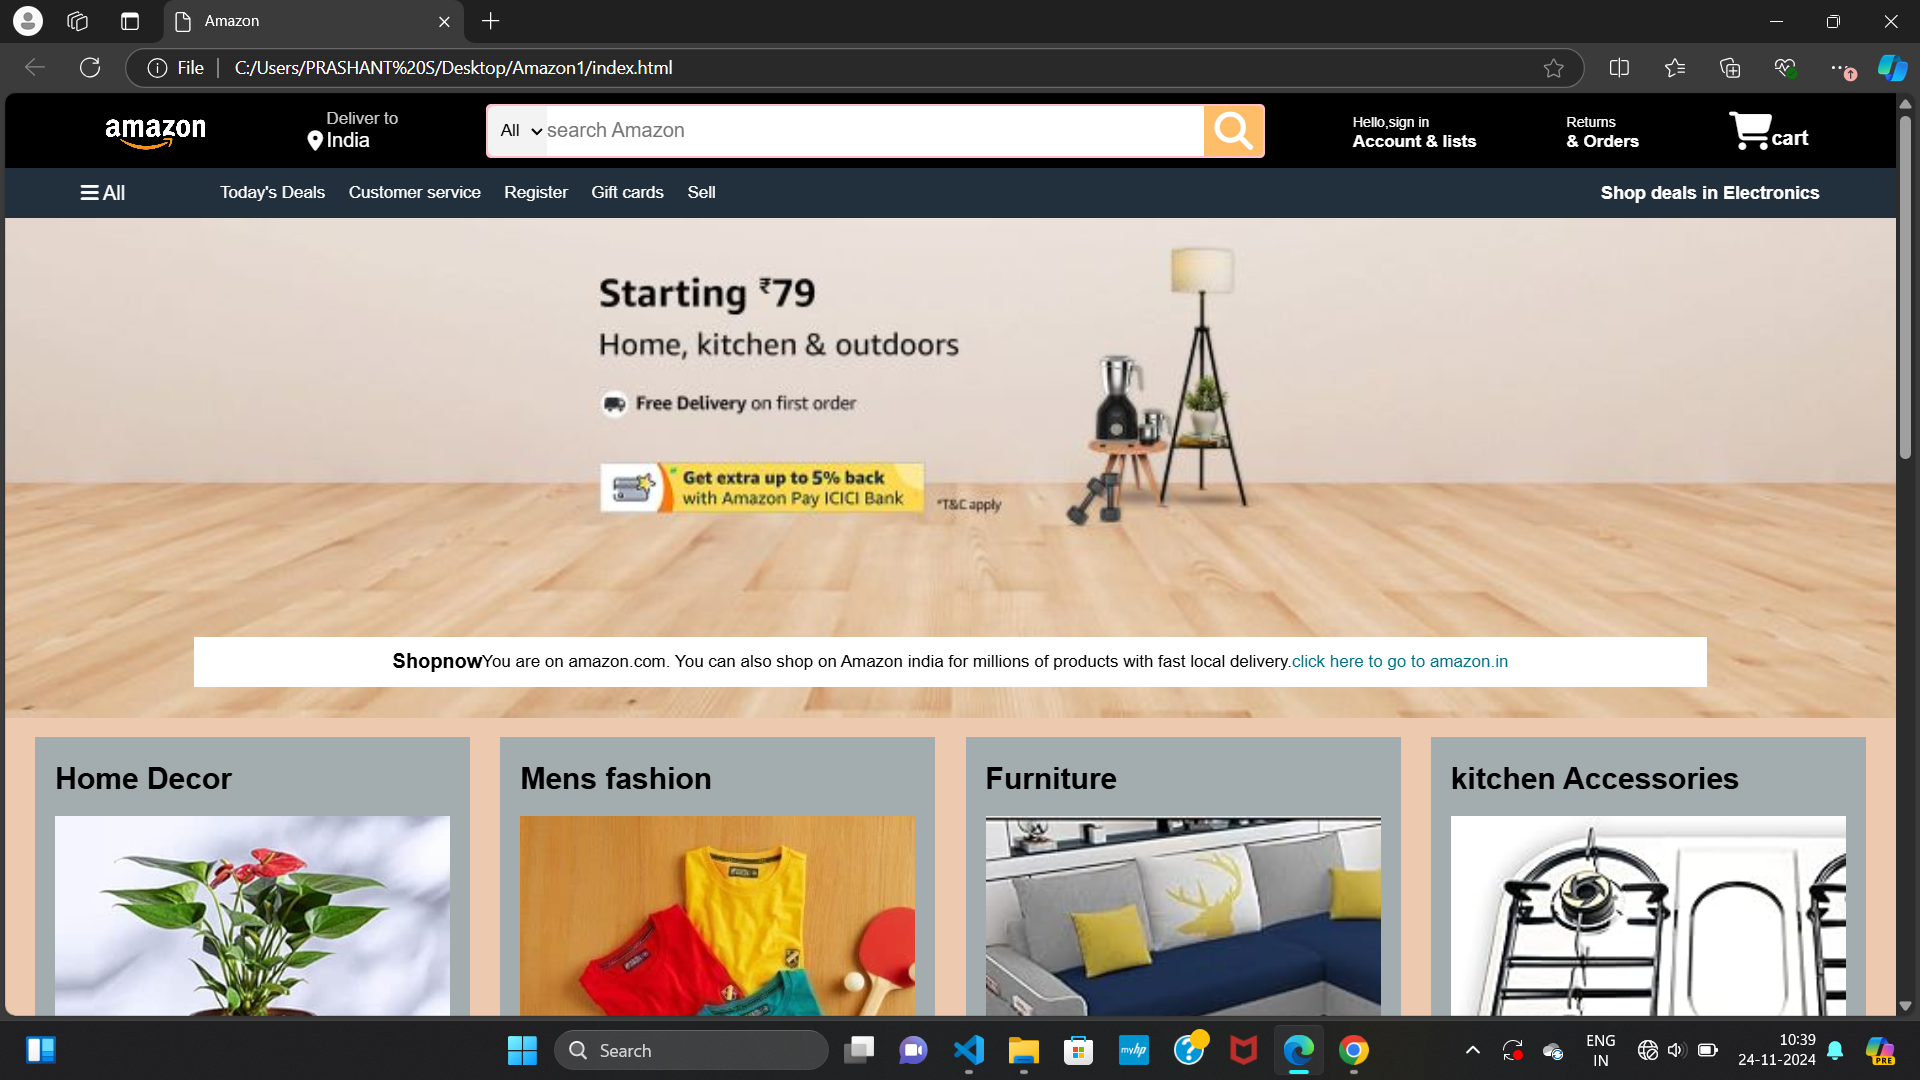 Amazon
File
C:/Users/PRASHANT%20S/Desktop/Amazon1/index.html
amazon
Deliver to
India
All
search Amazon
Hello,sign in
Account & lists
Returns
& Orders
cart
All
Today's Deals
Customer service
Register
Gift cards
Sell
Shop deals in Electronics
Starting ₹79
Home, kitchen & outdoors
Free Delivery on first order
Get extra up to 5% back
with Amazon Pay ICICI Bank
*T&C apply
ShopnowYou are on amazon.com. You can also shop on Amazon india for millions of products with fast local delivery.click here to go to amazon.in
Home Decor
Mens fashion
Furniture
kitchen Accessories
Search
myhp
ENG
IN
10:39
24-11-2024
PRE